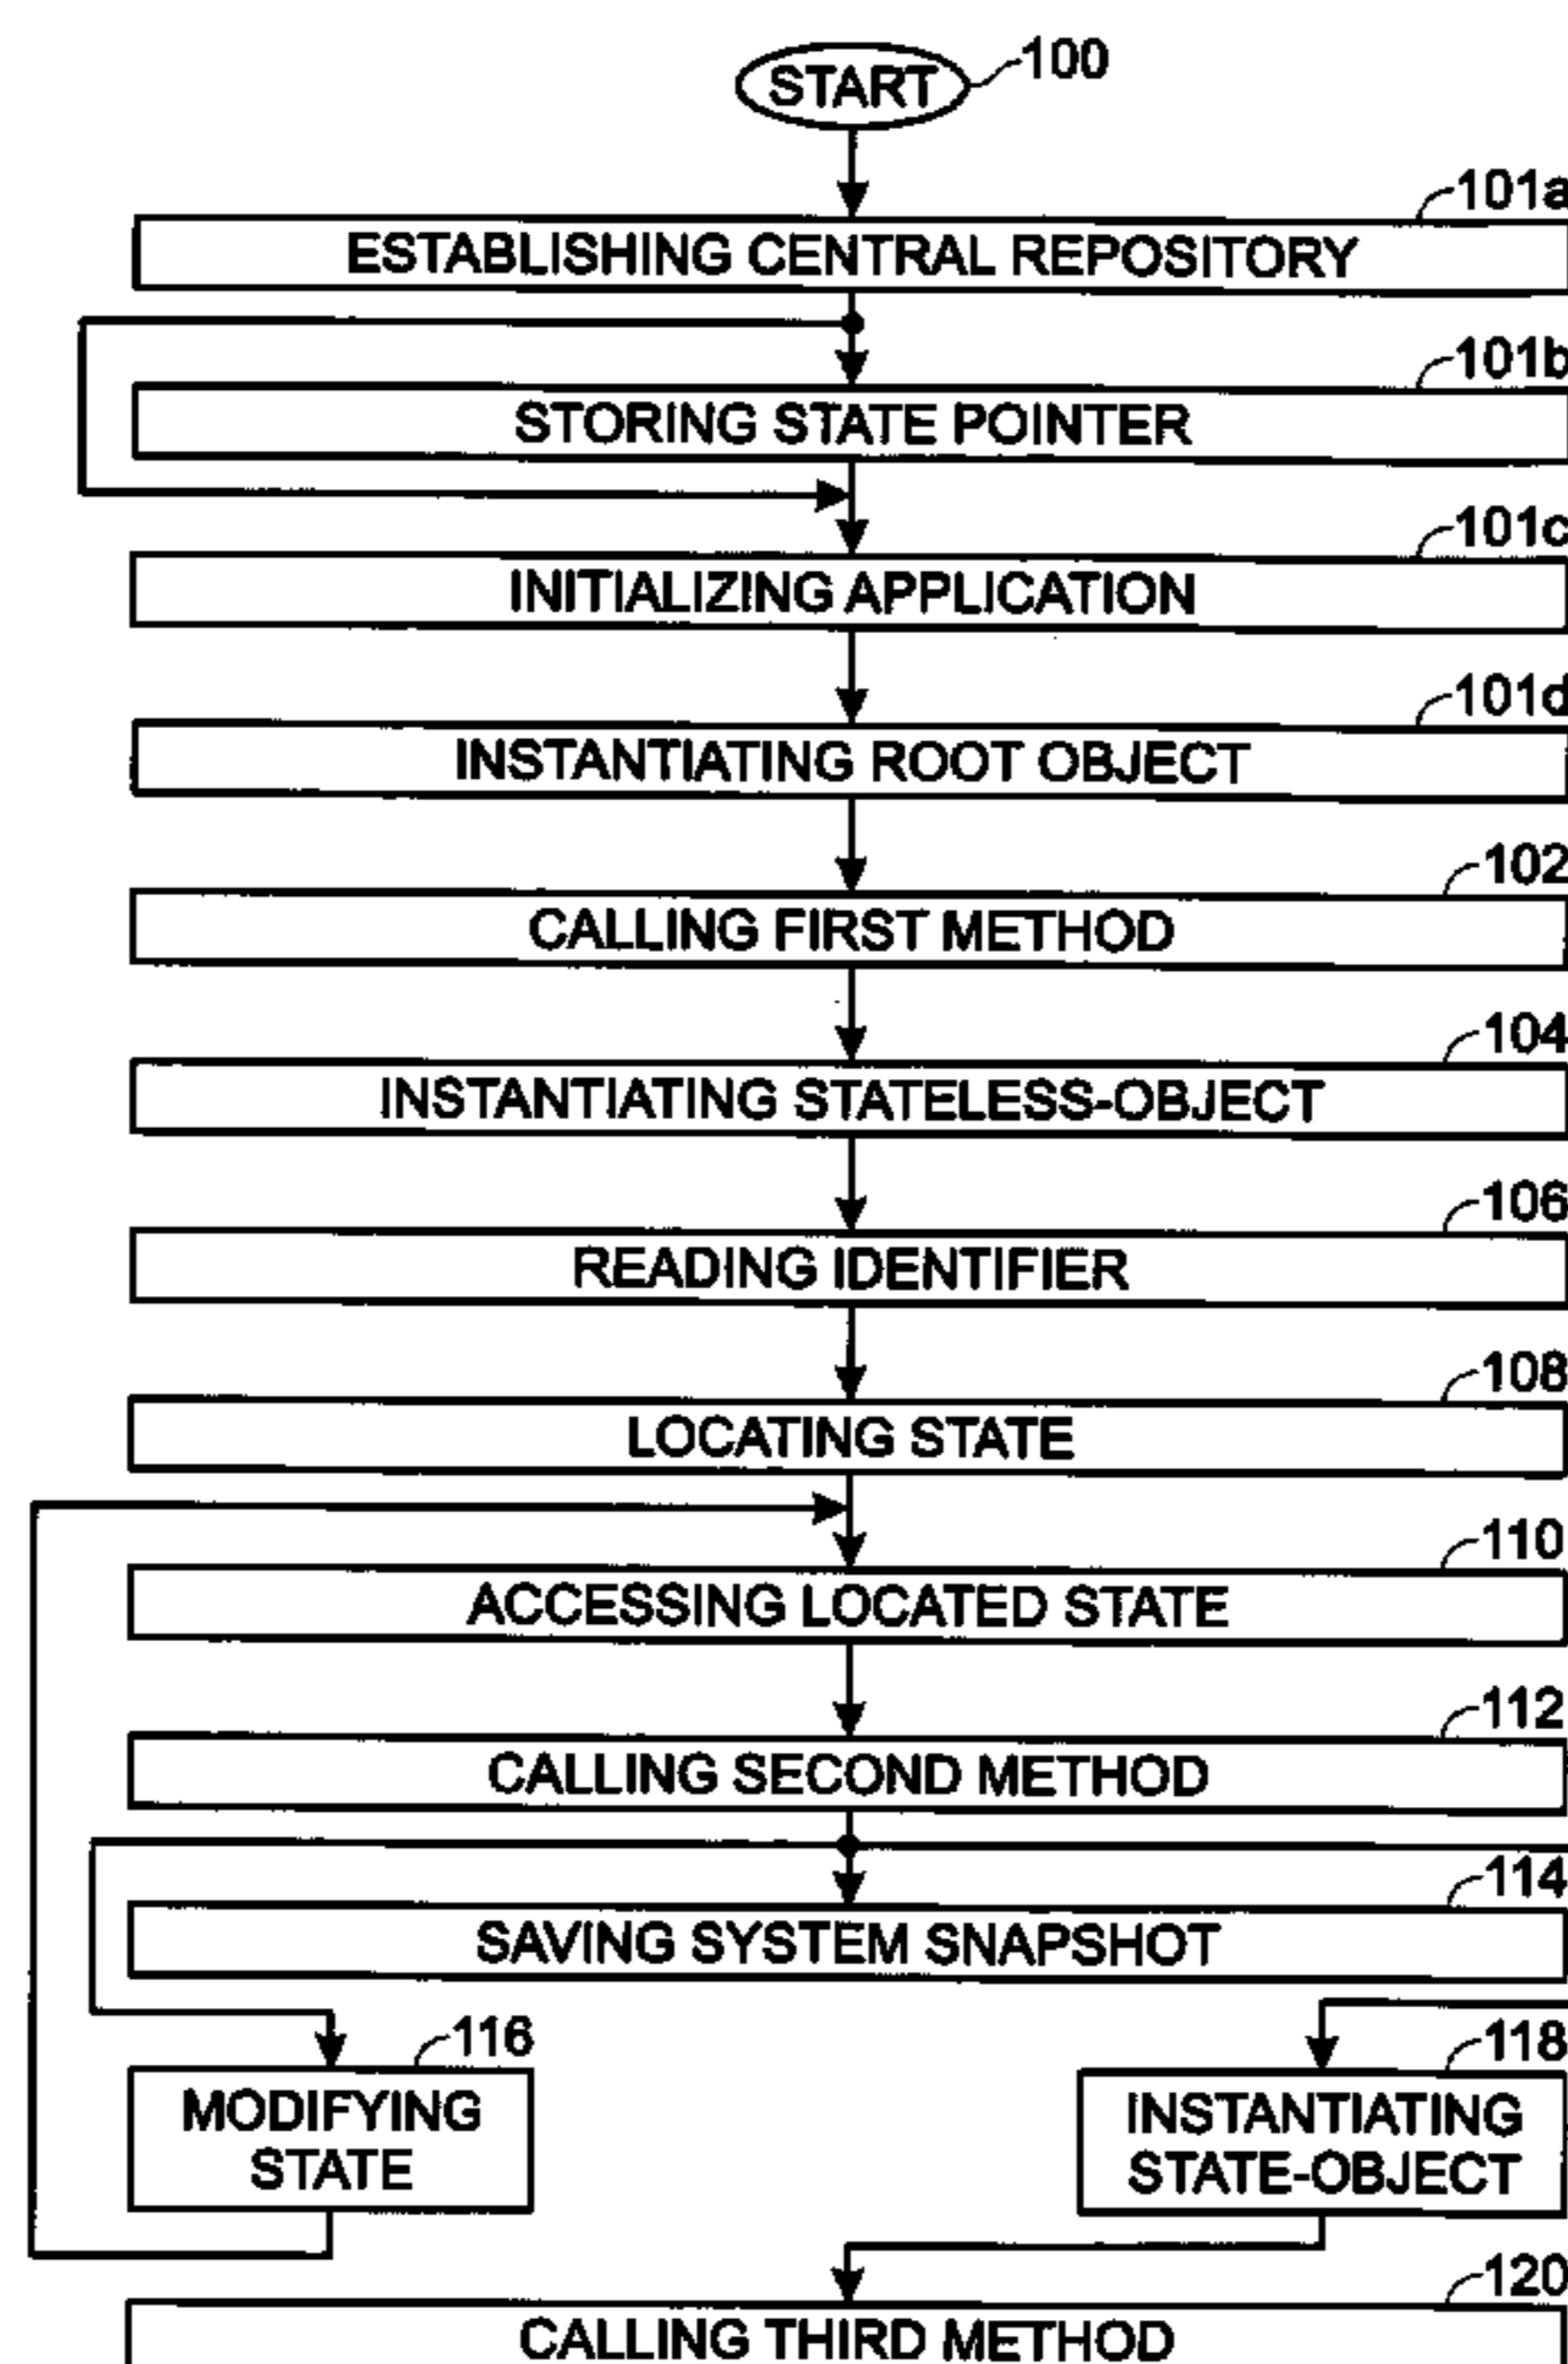 START
100
101a
ESTABLISHING CENTRAL REPOSITORY
101b
STORING STATE POINTER
101c
INITIALIZING APPLICATION
101d
INSTANTIATING ROOT OBJECT
102
CALLING FIRST METHOD
104
INSTANTIATING STATELESS-OBJECT
106
READING IDENTIFIER
108
LOCATING STATE
110
ACCESSING LOCATED STATE
112
CALLING SECOND METHOD
114
SAVING SYSTEM SNAPSHOT
116
MODIFYING
STATE
118
INSTANTIATING
STATE-OBJECT
120
CALLING THIRD METHOD